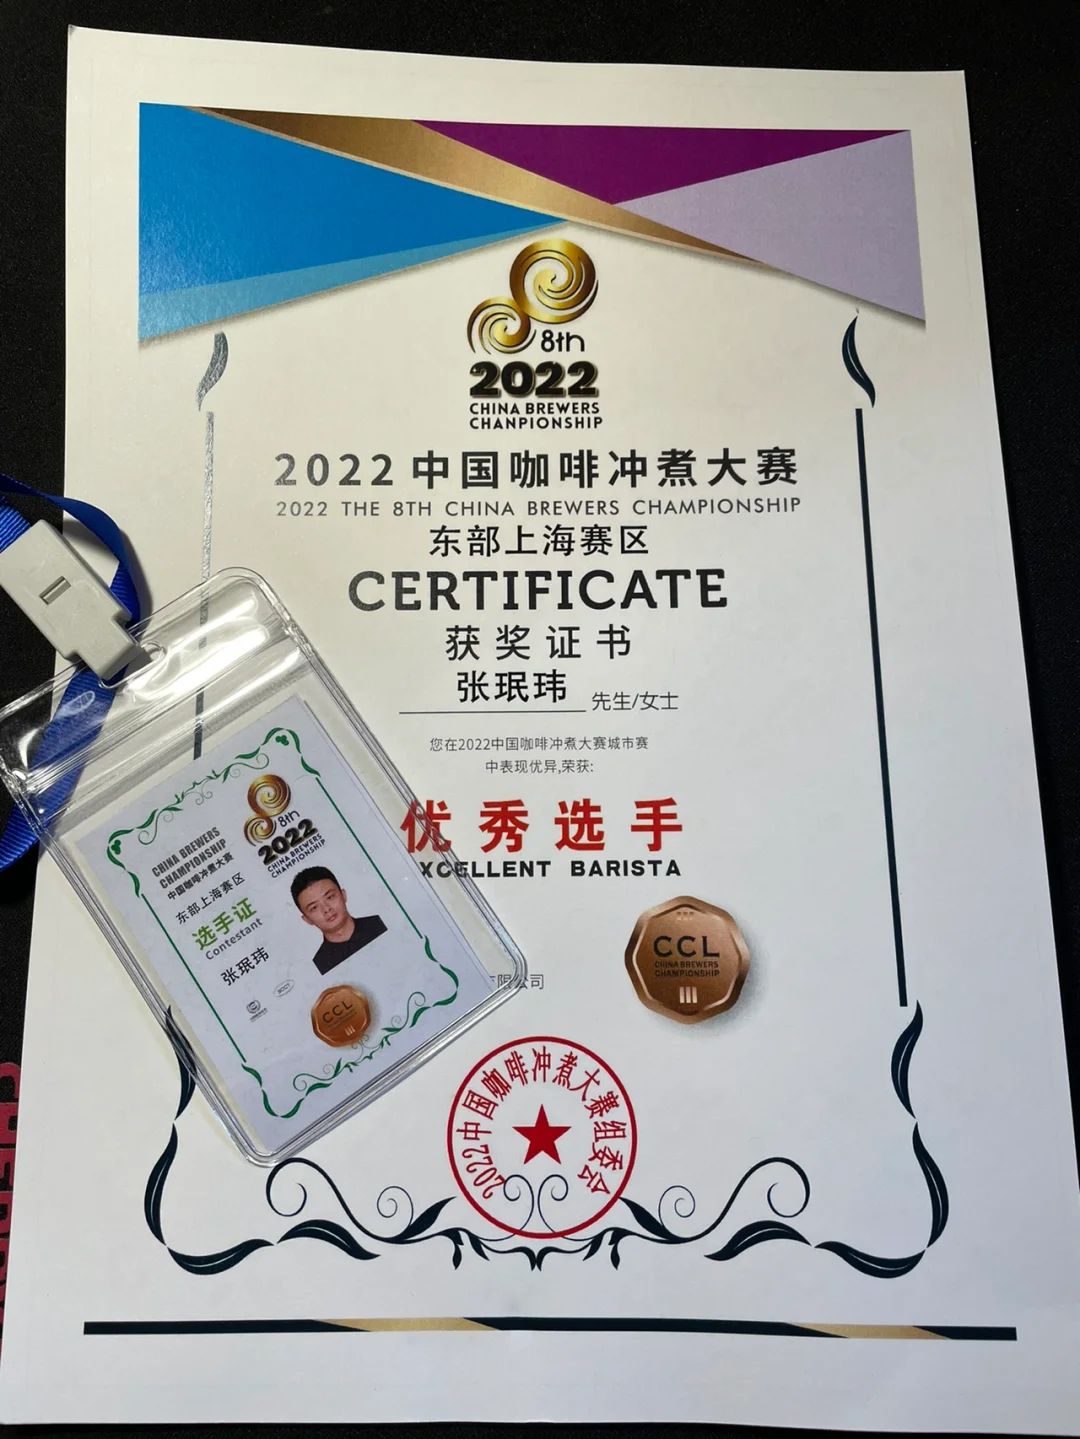 8th
2022
CHINA BREWERS
CHANPIONSHIP
2022中国咖啡冲煮大赛
2022 THE 8TH CHINA BREWERS CHAMPIONSHIP
东部上海赛区
CERTIFICATE
获奖证书
张珉玮 先生/女士
您在2022中国咖啡冲煮大赛城市赛
中表现优异,荣获:
优秀选手
XCELLENT BARISTA
限公司
CCL
CHINA BREWERS
CHAMPIONSHIP
2022中国咖啡冲煮大赛组委会
8th
2022
CHINA BREWERS
CHAMPIONSHIP
CHINA BREWERS
CHAMPIONSHIP
中国咖啡冲煮大赛
东部上海赛区
选手证
Contestant
张珉玮
CCL